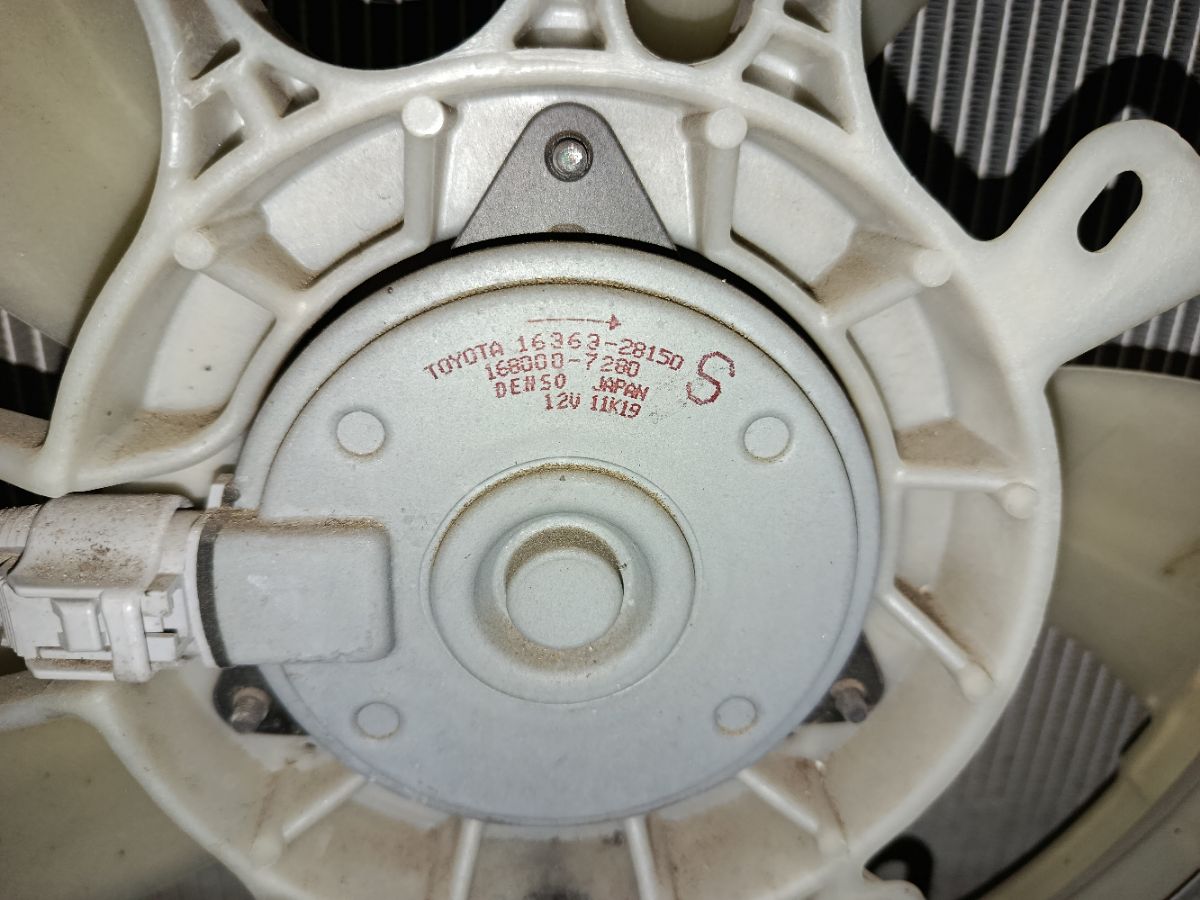 TOYOTA 16363-28150
168000-7280
DENSO JAPAN
12V 11K19
S